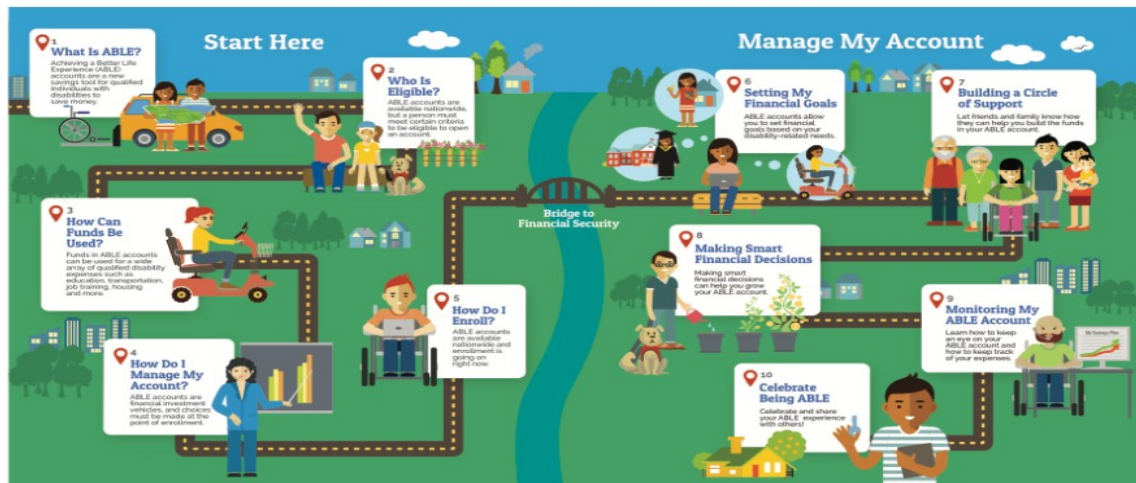 Start Here
1
What Is ABLE?
Achieving a Better Life
Experience (ABLE)
accounts are a new
savings tool for qualified
individuals with
disabilities to
save money.
2
Who Is
Eligible?
ABLE accounts are
available nationwide,
but a person must
meet certain criteria
to be eligible to open
an account.
3
How Can
Funds Be
Used?
Funds in ABLE accounts
can be used for a wide
array of qualified disability
expenses such as
education, transportation,
job training, housing
and more.
4
How Do I
Manage My
Account?
ABLE accounts are
financial investment
vehicles, and choices
must be made at the
point of enrollment.
5
How Do I
Enroll?
ABLE accounts
are available
nationwide and
enrollment is
going on
right now.
Bridge to
Financial Security
Manage My Account
6
Setting My
Financial Goals
ABLE accounts allow
you to set financial
goals based on your
disability-related needs.
7
Building a Circle
of Support
Let friends and family know
how they can help you build the funds
in your ABLE account.
8
Making Smart
Financial Decisions
Making smart
financial decisions
can help you grow
your ABLE account.
9
Monitoring My
ABLE Account
Learn how to keep
an eye on your
ABLE account and
how to keep track
of your expenses.
My Savings Plan
10
Celebrate
Being ABLE
Celebrate and share
your ABLE experience
with others!